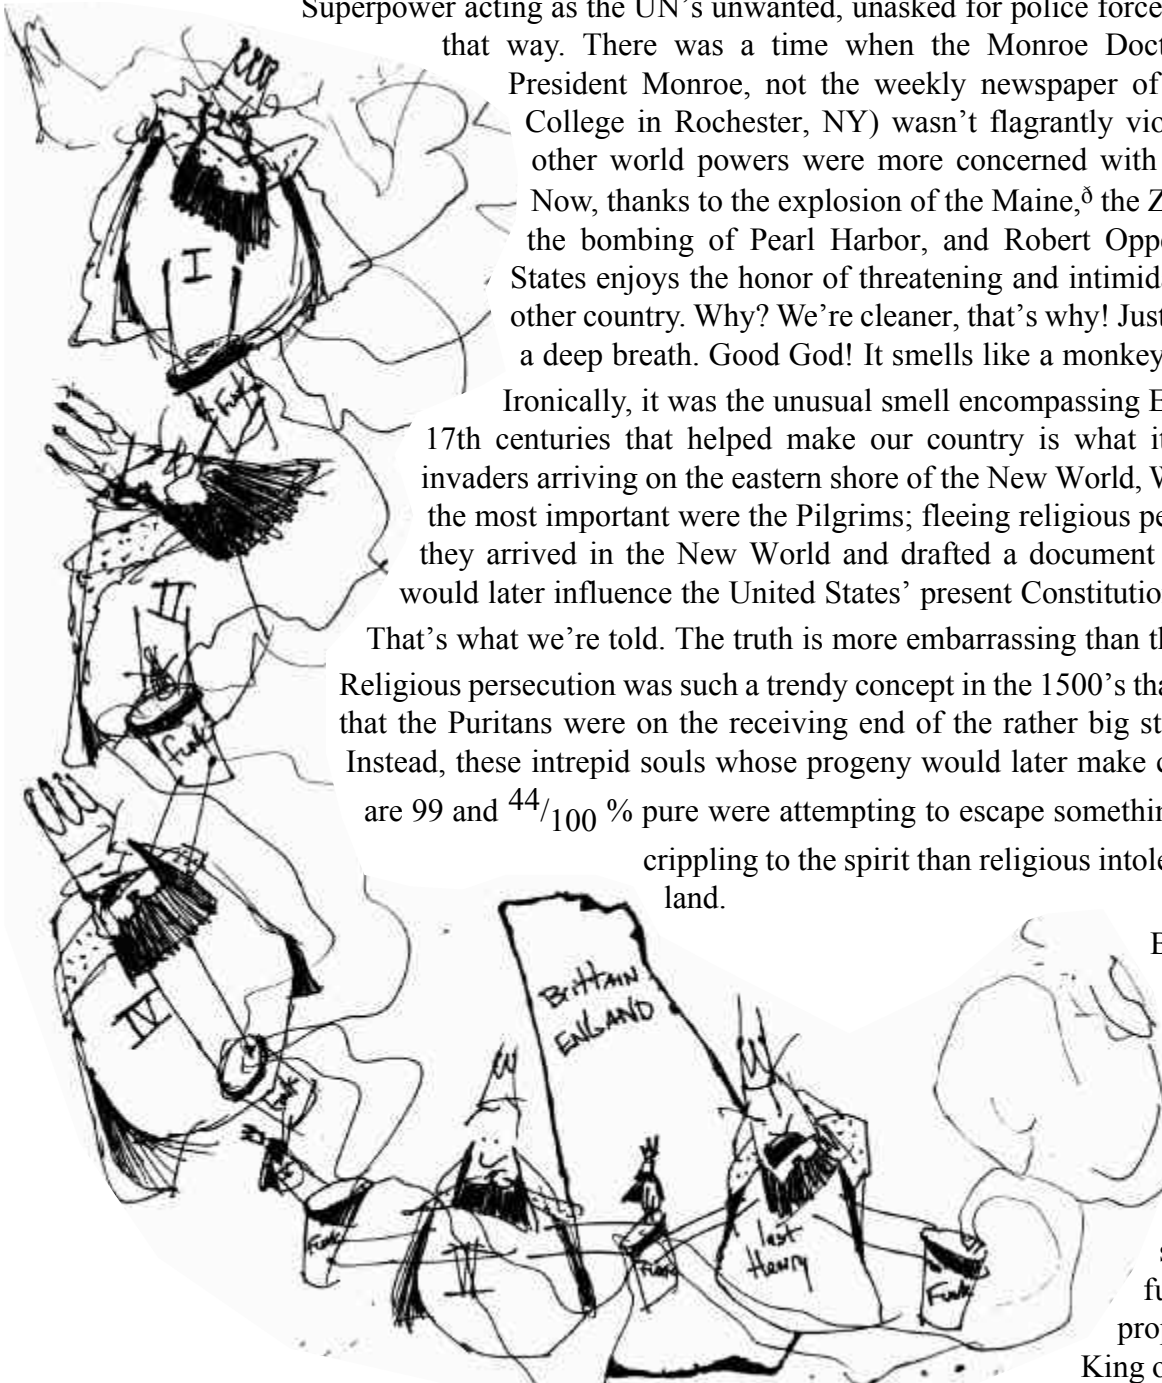 Superpower acting as the UN’s unwanted, unasked for police force
that way. There was a time when the Monroe Doct
President Monroe, not the weekly newspaper of
College in Rochester, NY) wasn’t flagrantly vio
other world powers were more concerned with
Now, thanks to the explosion of the Maine,ð the Z
the bombing of Pearl Harbor, and Robert Oppe
States enjoys the honor of threatening and intimid
other country. Why? We’re cleaner, that’s why! Just
a deep breath. Good God! It smells like a monkey
Ironically, it was the unusual smell encompassing E
17th centuries that helped make our country is what it
invaders arriving on the eastern shore of the New World, W
the most important were the Pilgrims; fleeing religious pe
they arrived in the New World and drafted a document
would later influence the United States’ present Constitutio
That’s what we’re told. The truth is more embarrassing than th
Religious persecution was such a trendy concept in the 1500’s tha
that the Puritans were on the receiving end of the rather big st
Instead, these intrepid souls whose progeny would later make c
are 99 and 44/100 % pure were attempting to escape somethin
crippling to the spirit than religious intole
land.
E
s
fu
prop
King o
I
Funk
II
Funk
IV
BrittAIN
ENGLAND
Funk
Funk
last
Henry
Funk